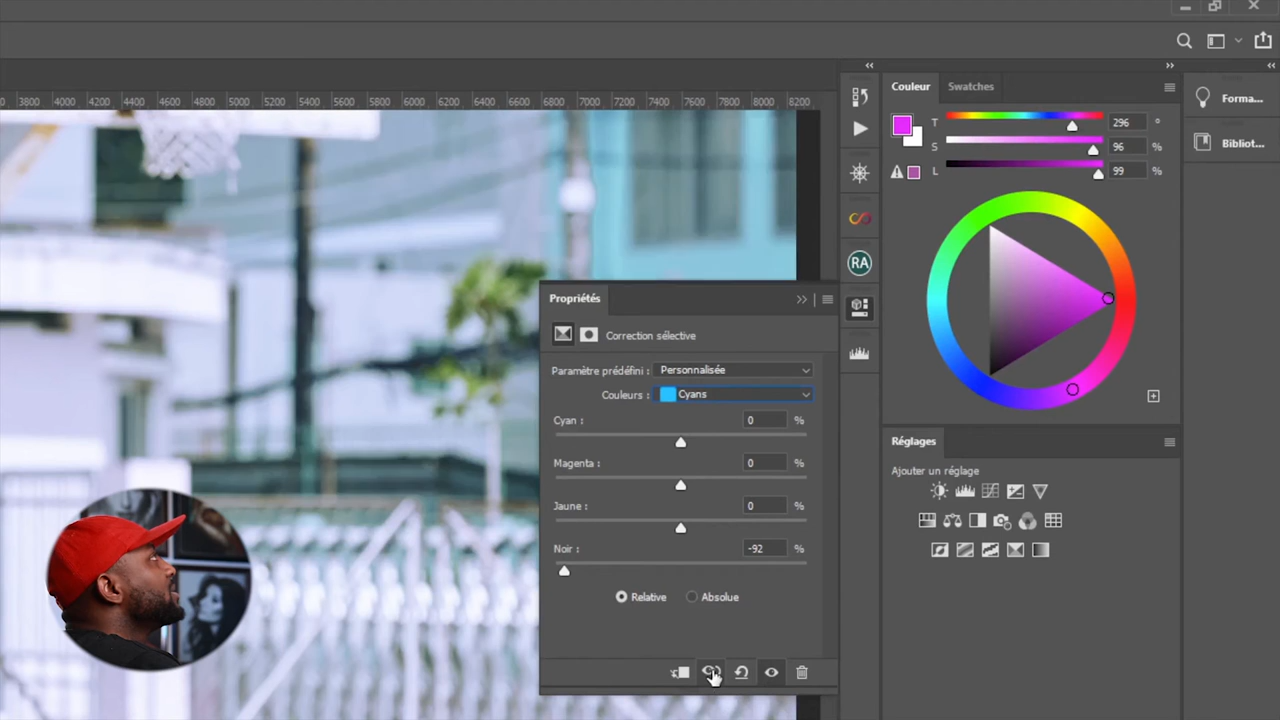 3800 4000 4200 4400 4600 4800 5000 5200 5400 5600 5800 6000 6200 6400 6600 6800 7000 7200 7400 7600 7800 8000 8200
Couleur Swatches
T 296 °
S 96 %
L 99 %
Forma...
Bibliot...
RA
Propriétés
Correction sélective
Paramètre prédéfini : Personnalisée
Couleurs : Cyans
Cyan : 0 %
Magenta : 0 %
Jaune : 0 %
Noir : -92 %
Relative Absolue
Réglages
Ajouter un réglage